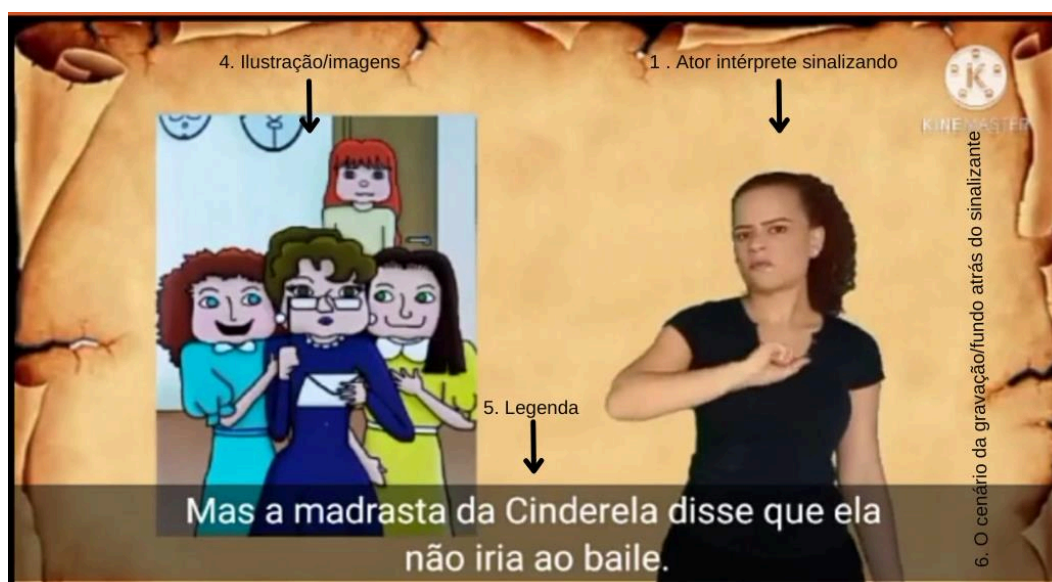 4. Ilustração/imagens
1 . Ator intérprete sinalizando
K
KINEMASTER
6. O cenário da gravação/fundo atrás do sinalizante
5. Legenda
Mas a madrasta da Cinderela disse que ela
não iria ao baile.